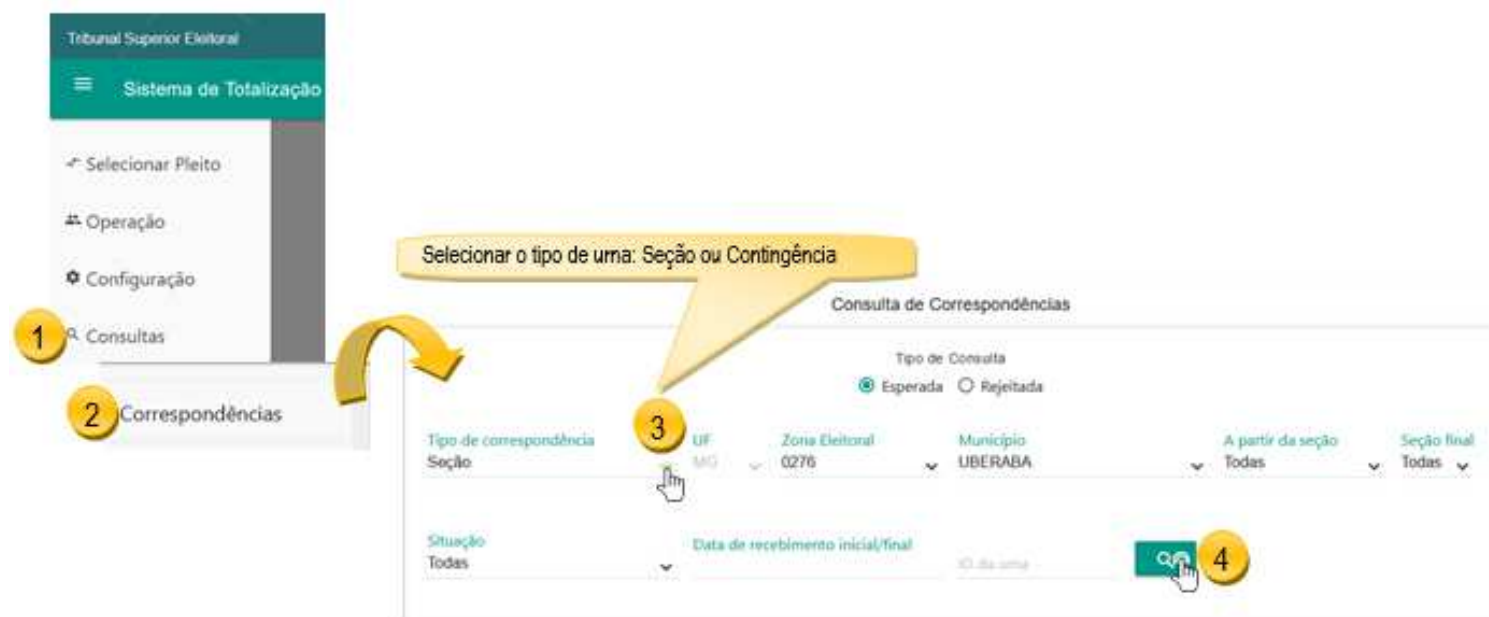 Tribunal Superior Eleitoral
Sistema de Totalização
Selecionar Pleito
Operação
Configuração
1 Consultas
2 Correspondências
Selecionar o tipo de urna: Seção ou Contingência
Consulta de Correspondências
Tipo de Consulta
Esperada Rejeitada
3
Tipo de correspondência UF Zona Eleitoral Município A partir da seção Seção final
Seção MG 0276 UBERABA Todas Todas
Situação Data de recebimento inicial/final
Todas ID da urna 4